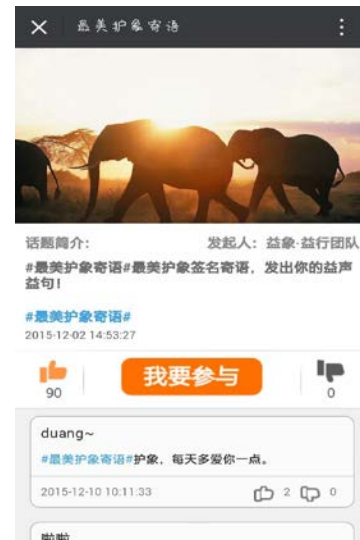 最美护象寄语
话题简介: 发起人: 益象·益行团队
#最美护象寄语#最美护象签名寄语，发出你的益声
益句!
#最美护象寄语#
2015-12-02 14:53:27
90 我要参与 0
duang~
#最美护象寄语#护象，每天多爱你一点。
2015-12-10 10:11:33 2 0
啦啦